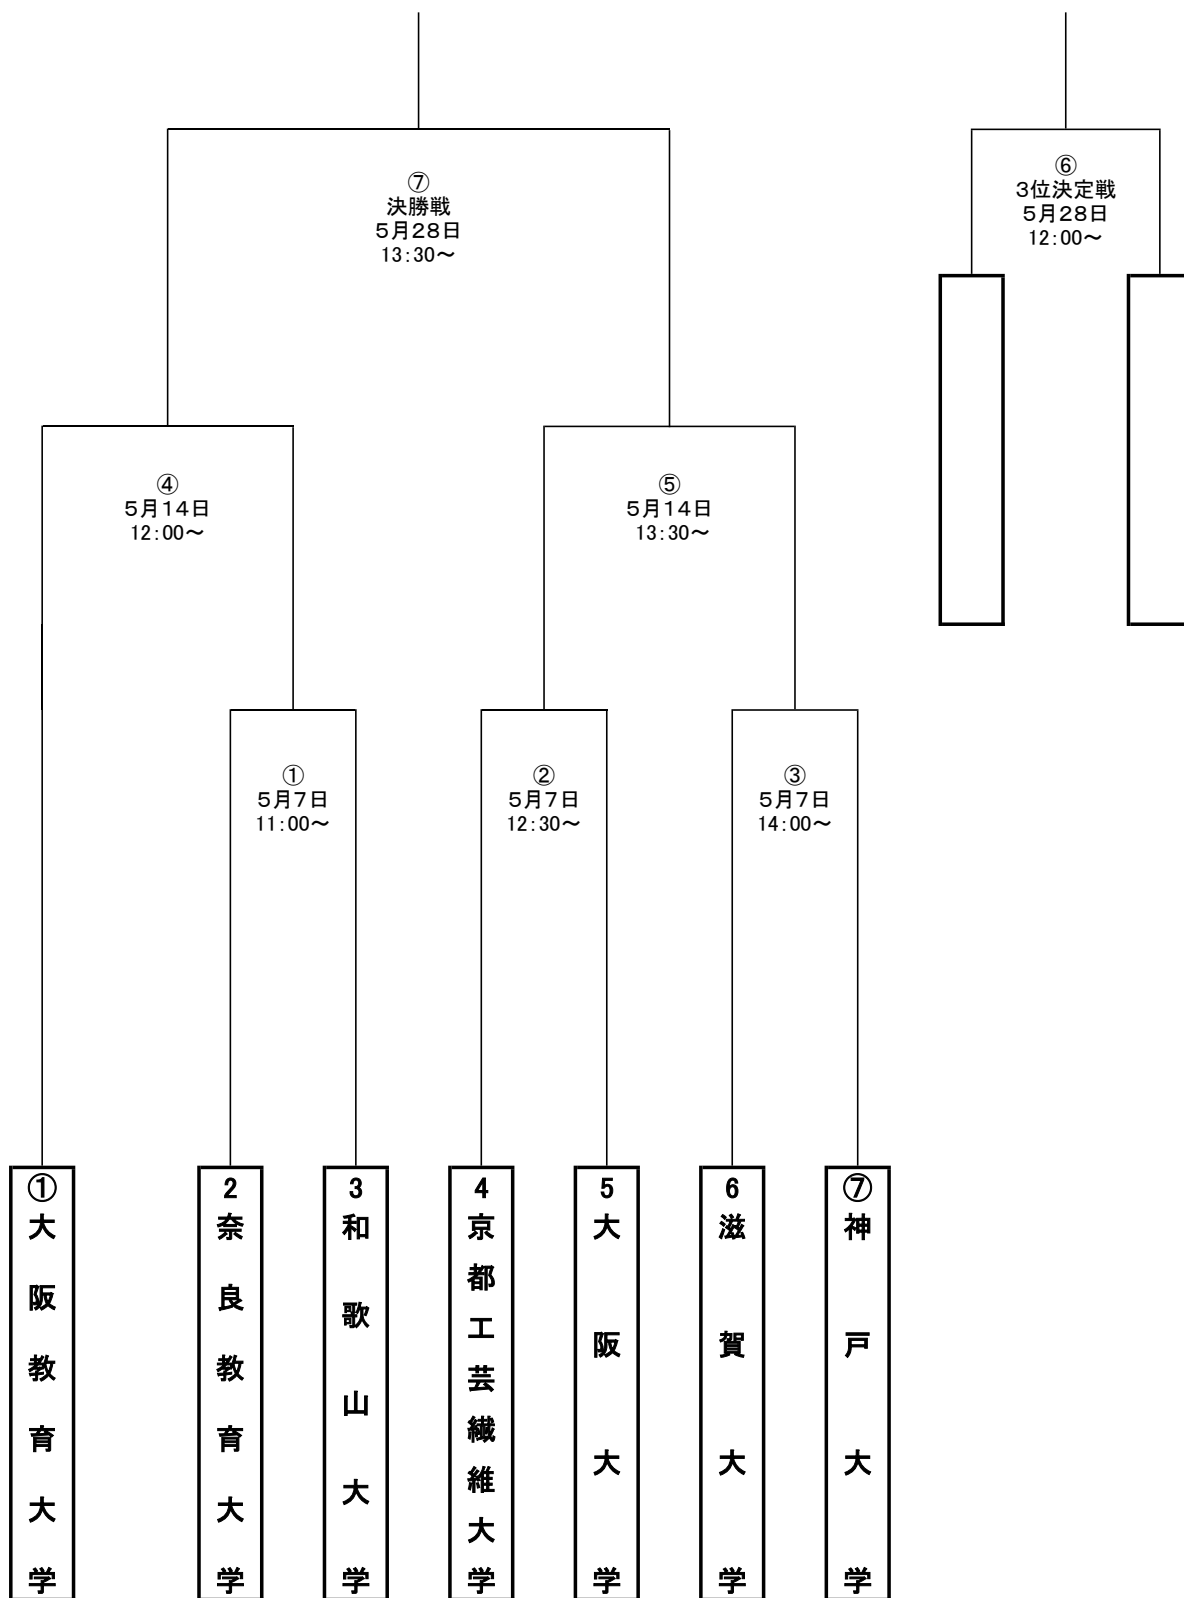 ⑦
決勝戦
5月28日
13:30～
⑥
3位決定戦
5月28日
12:00～
④
5月14日
12:00～
⑤
5月14日
13:30～
①
5月7日
11:00～
②
5月7日
12:30～
③
5月7日
14:00～
①大阪教育大学
2奈良教育大学
3和歌山大学
4京都工芸繊維大学
5大阪大学
6滋賀大学
⑦神戸大学